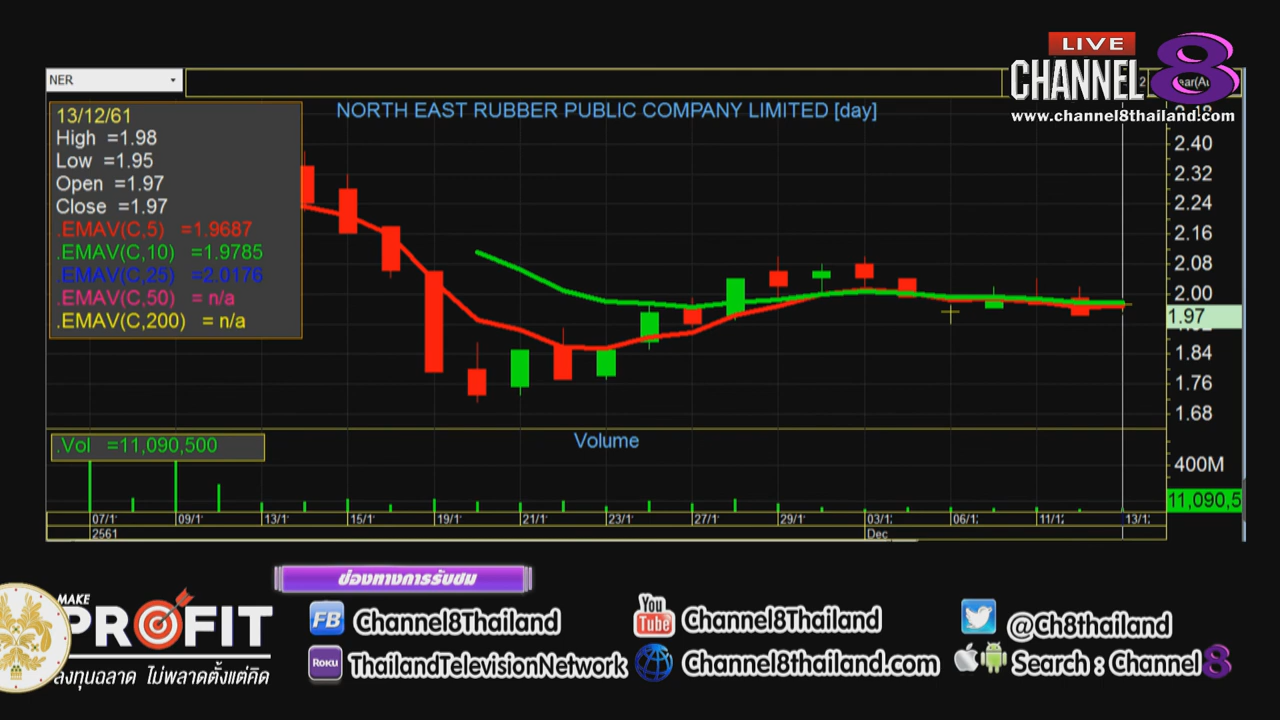 LIVE
CHANNEL 8
www.channel8thailand.com
NER
NORTH EAST RUBBER PUBLIC COMPANY LIMITED [day]
13/12/61
High =1.98
Low =1.95
Open =1.97
Close =1.97
.EMAV(C,5) =1.9687
.EMAV(C,10) =1.9785
.EMAV(C,25) =2.0176
.EMAV(C,50) = n/a
.EMAV(C,200) = n/a
2.40
2.32
2.24
2.16
2.08
2.00
1.97
1.84
1.76
1.68
.Vol =11,090,500
Volume
400M
11,090,5
07/1
09/1
13/1
15/1
19/1
21/1
23/1
27/1
29/1
03/1
06/1
11/1
13/1
2561
Dec
ช่องทางการรับชม
MAKE
PROFIT
ลงทุนฉลาด ไม่พลาดตั้งแต่คิด
FB Channel8Thailand
You Tube Channel8Thailand
@Ch8thailand
Roku ThailandTelevisionNetwork
Channel8thailand.com
Search : Channel 8